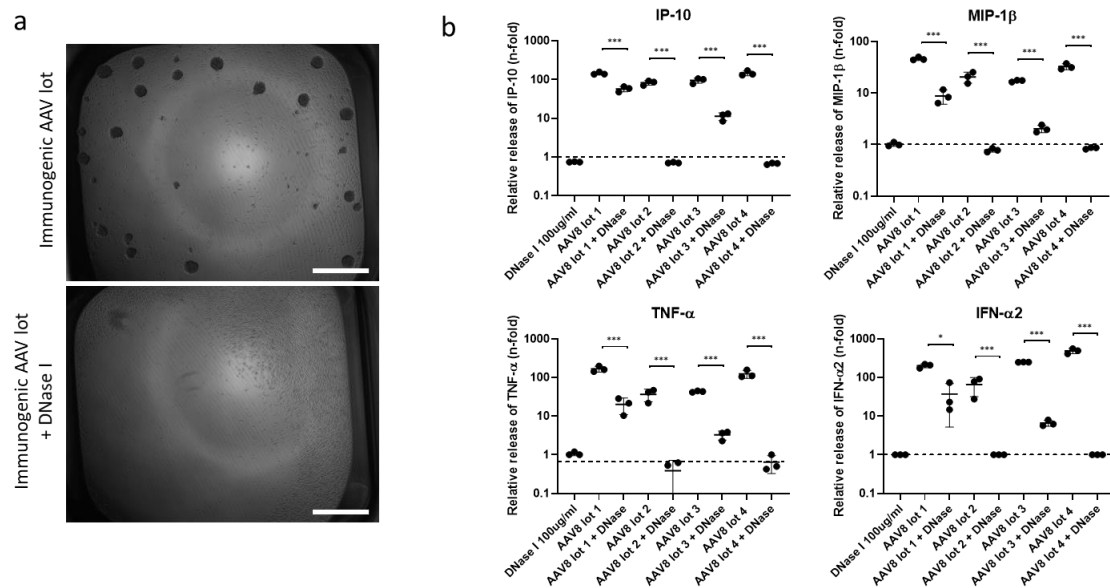 a
Immunogenic AAV lot
Immunogenic AAV lot
+ DNase I
b
IP-10
Relative release of IP-10 (n-fold)
1000
100
10
1
0.1
***
***
***
***
DNase I 100ug/ml
AAV8 lot 1
AAV8 lot 1 + DNase
AAV8 lot 2
AAV8 lot 2 + DNase
AAV8 lot 3
AAV8 lot 3 + DNase
AAV8 lot 4
AAV8 lot 4 + DNase
MIP-1β
Relative release of MIP-1β (n-fold)
100
10
1
0.1
***
***
***
***
DNase I 100ug/ml
AAV8 lot 1
AAV8 lot 1 + DNase
AAV8 lot 2
AAV8 lot 2 + DNase
AAV8 lot 3
AAV8 lot 3 + DNase
AAV8 lot 4
AAV8 lot 4 + DNase
TNF-α
Relative release of TNF-α (n-fold)
1000
100
10
1
0.1
***
***
***
***
DNase I 100ug/ml
AAV8 lot 1
AAV8 lot 1 + DNase
AAV8 lot 2
AAV8 lot 2 + DNase
AAV8 lot 3
AAV8 lot 3 + DNase
AAV8 lot 4
AAV8 lot 4 + DNase
IFN-α2
Relative release of IFN-α2 (n-fold)
1000
100
10
1
0.1
*
***
***
***
DNase I 100ug/ml
AAV8 lot 1
AAV8 lot 1 + DNase
AAV8 lot 2
AAV8 lot 2 + DNase
AAV8 lot 3
AAV8 lot 3 + DNase
AAV8 lot 4
AAV8 lot 4 + DNase